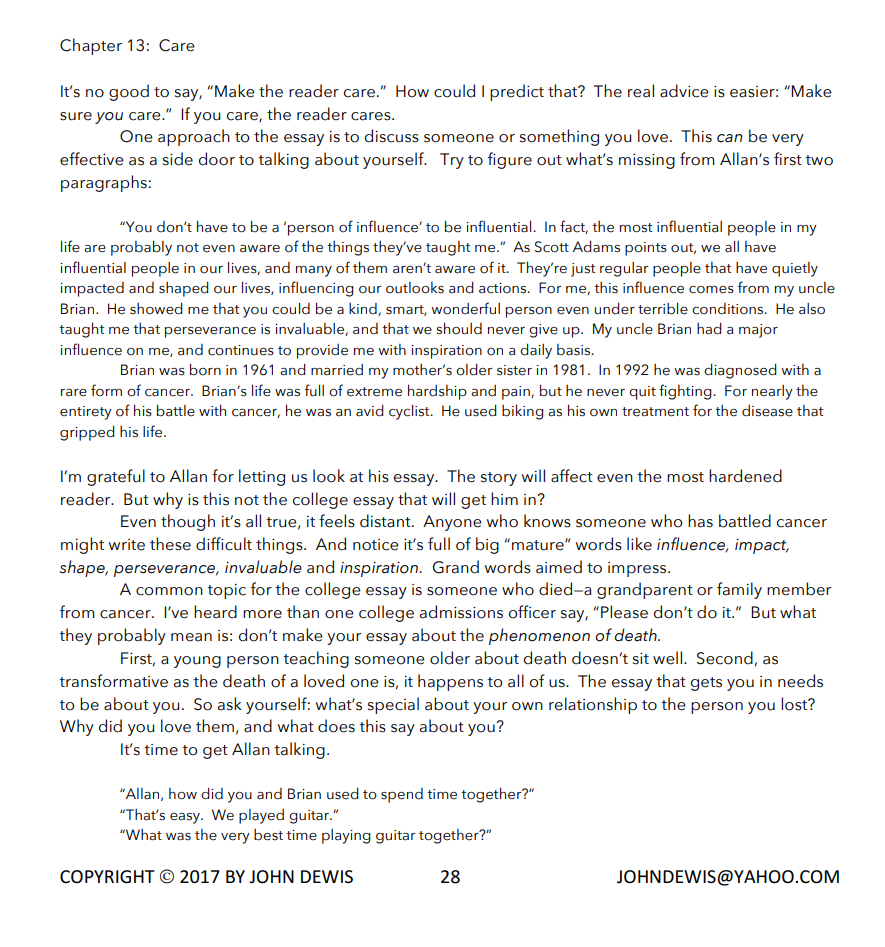 Chapter 13:  Care
It’s no good to say, “Make the reader care.”  How could I predict that?  The real advice is easier: “Make
sure you care.”  If you care, the reader cares.
One approach to the essay is to discuss someone or something you love.  This can be very
effective as a side door to talking about yourself.   Try to figure out what’s missing from Allan’s first two
paragraphs:
“You don’t have to be a ‘person of influence’ to be influential.  In fact, the most influential people in my
life are probably not even aware of the things they’ve taught me.”  As Scott Adams points out, we all have
influential people in our lives, and many of them aren’t aware of it.  They’re just regular people that have quietly
impacted and shaped our lives, influencing our outlooks and actions.  For me, this influence comes from my uncle
Brian.  He showed me that you could be a kind, smart, wonderful person even under terrible conditions.  He also
taught me that perseverance is invaluable, and that we should never give up.  My uncle Brian had a major
influence on me, and continues to provide me with inspiration on a daily basis.
Brian was born in 1961 and married my mother’s older sister in 1981.  In 1992 he was diagnosed with a
rare form of cancer.  Brian’s life was full of extreme hardship and pain, but he never quit fighting.  For nearly the
entirety of his battle with cancer, he was an avid cyclist.  He used biking as his own treatment for the disease that
gripped his life.
I’m grateful to Allan for letting us look at his essay.  The story will affect even the most hardened
reader.  But why is this not the college essay that will get him in?
Even though it’s all true, it feels distant.  Anyone who knows someone who has battled cancer
might write these difficult things.  And notice it’s full of big “mature” words like influence, impact,
shape, perseverance, invaluable and inspiration.  Grand words aimed to impress.
A common topic for the college essay is someone who died—a grandparent or family member
from cancer.  I’ve heard more than one college admissions officer say, “Please don’t do it.”  But what
they probably mean is: don’t make your essay about the phenomenon of death.
First, a young person teaching someone older about death doesn’t sit well.  Second, as
transformative as the death of a loved one is, it happens to all of us.  The essay that gets you in needs
to be about you.  So ask yourself: what’s special about your own relationship to the person you lost?
Why did you love them, and what does this say about you?
It’s time to get Allan talking.
“Allan, how did you and Brian used to spend time together?”
“That’s easy.  We played guitar.”
“What was the very best time playing guitar together?”
COPYRIGHT © 2017 BY JOHN DEWIS 28 JOHNDEWIS@YAHOO.COM